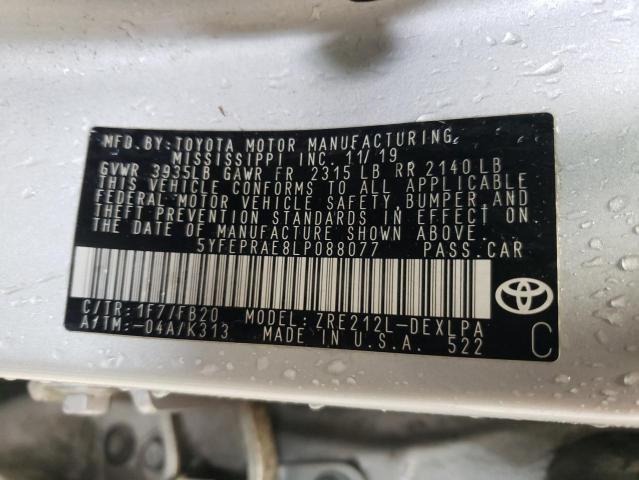 MFD.BY:TOYOTA MOTOR MANUFACTURING,
MISSISSIPPI INC. 11/19
GVWR 3935LB GAWR FR 2315 LB RR 2140LB
THIS VEHICLE CONFORMS TO ALL APPLICABLE
FEDERAL MOTOR VEHICLE SAFETY, BUMPER, AND
THEFT PREVENTION STANDARDS IN EFFECT ON
THE DATE OF MANUFACTURE SHOWN ABOVE.
5YFEPRAE8LP088077 PASS.CAR
C/TR:1F7/FB20 MODEL: ZRE212L-DEXLPA
A/TM:-04A/K313 MADE IN U.S.A. 522 C